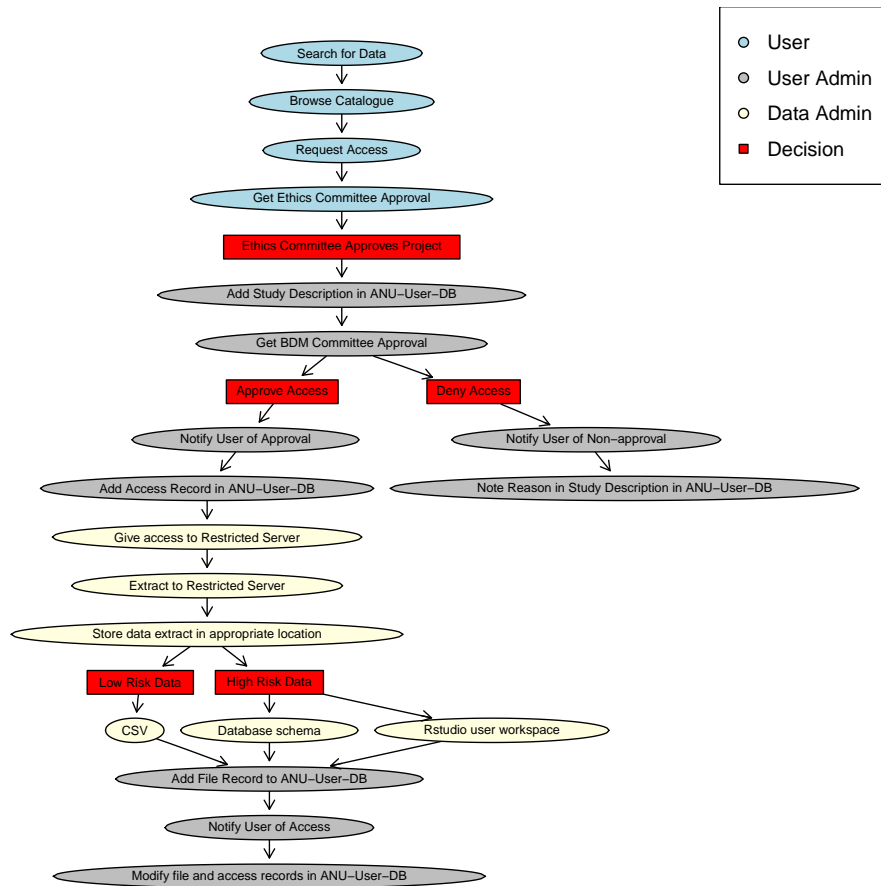 Search for Data
Browse Catalogue
Request Access
Get Ethics Committee Approval
Ethics Committee Approves Project
Add Study Description in ANU−User−DB
Get BDM Committee Approval
Approve Access
Deny Access
Notify User of Approval
Notify User of Non−approval
Add Access Record in ANU−User−DB
Note Reason in Study Description in ANU−User−DB
Give access to Restricted Server
Extract to Restricted Server
Store data extract in appropriate location
Low Risk Data
High Risk Data
CSV
Database schema
Rstudio user workspace
Add File Record to ANU−User−DB
Notify User of Access
Modify file and access records in ANU−User−DB
User
User Admin
Data Admin
Decision